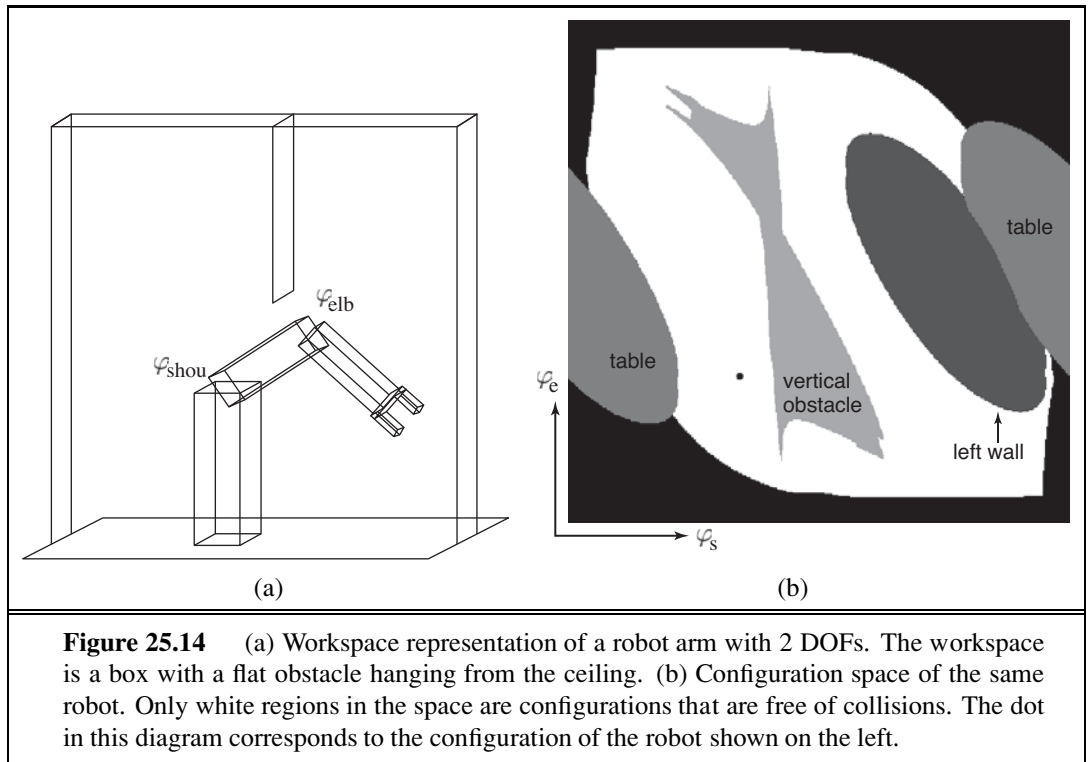 φelb
φshou
(a)
table
table
vertical
obstacle
left wall
φe
φs
(b)
Figure 25.14 (a) Workspace representation of a robot arm with 2 DOFs. The workspace
is a box with a flat obstacle hanging from the ceiling. (b) Configuration space of the same
robot. Only white regions in the space are configurations that are free of collisions. The dot
in this diagram corresponds to the configuration of the robot shown on the left.